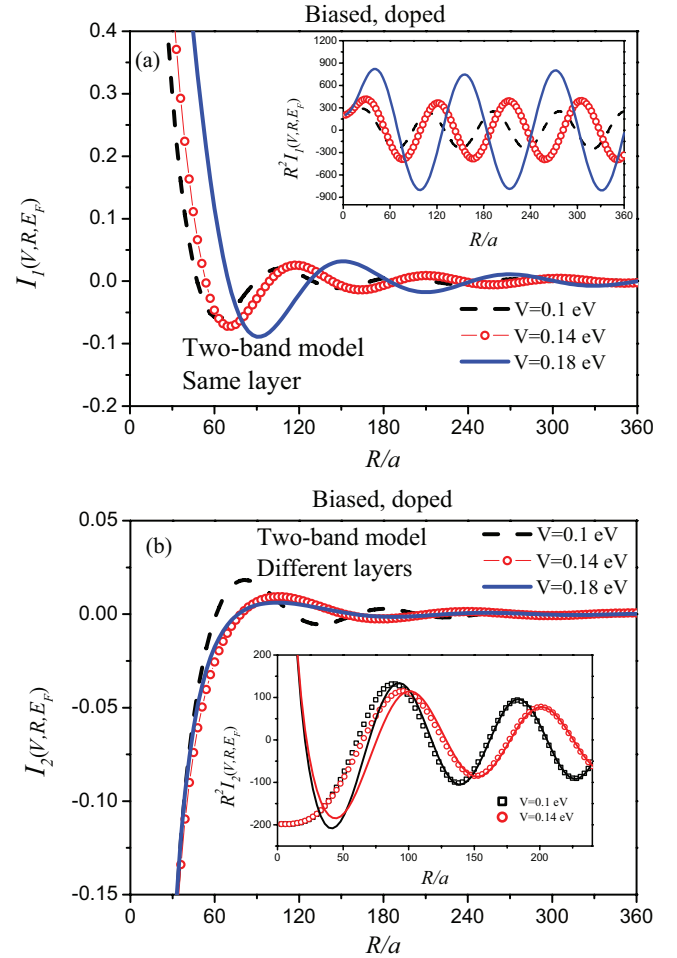 Biased, doped
(a)
I₁(V,R,E_F)
0.4
0.3
0.2
0.1
0.0
-0.1
-0.2
R²I₁(V,R,E_F)
1200
900
600
300
0
-300
-600
-900
0 60 120 180 240 300 360
R/a
Two-band model
Same layer
V=0.1 eV
V=0.14 eV
V=0.18 eV
0 60 120 180 240 300 360
R/a
Biased, doped
(b)
I₂(V,R,E_F)
0.05
0.00
-0.05
-0.10
-0.15
Two-band model
Different layers
V=0.1 eV
V=0.14 eV
V=0.18 eV
R²I₂(V,R,E_F)
200
100
0
-100
-200
V=0.1 eV
V=0.14 eV
0 50 100 150 200
R/a
0 60 120 180 240 300 360
R/a